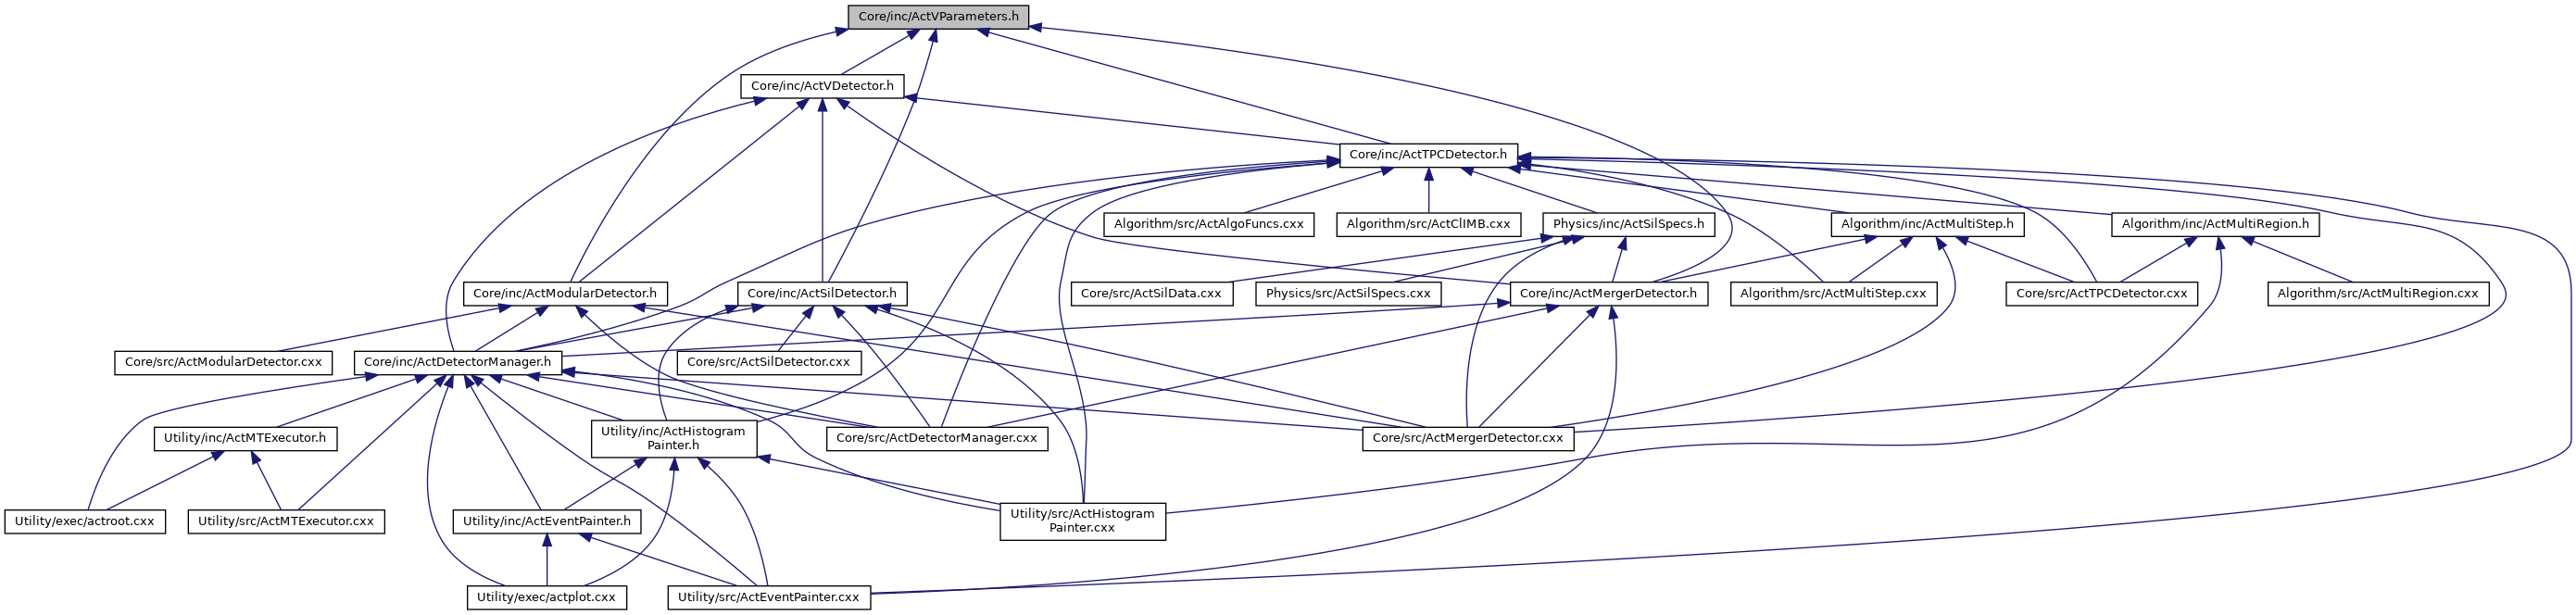 Core/inc/ActVParameters.h
Core/inc/ActVDetector.h
Core/inc/ActTPCDetector.h
Algorithm/src/ActAlgoFuncs.cxx
Algorithm/src/ActClIMB.cxx
Physics/inc/ActSilSpecs.h
Algorithm/inc/ActMultiStep.h
Algorithm/inc/ActMultiRegion.h
Core/inc/ActModularDetector.h
Core/inc/ActSilDetector.h
Core/src/ActSilData.cxx
Physics/src/ActSilSpecs.cxx
Core/inc/ActMergerDetector.h
Algorithm/src/ActMultiStep.cxx
Core/src/ActTPCDetector.cxx
Algorithm/src/ActMultiRegion.cxx
Core/src/ActModularDetector.cxx
Core/inc/ActDetectorManager.h
Core/src/ActSilDetector.cxx
Utility/inc/ActMTExecutor.h
Utility/inc/ActHistogram
Painter.h
Core/src/ActDetectorManager.cxx
Core/src/ActMergerDetector.cxx
Utility/exec/actroot.cxx
Utility/src/ActMTExecutor.cxx
Utility/inc/ActEventPainter.h
Utility/src/ActHistogram
Painter.cxx
Utility/exec/actplot.cxx
Utility/src/ActEventPainter.cxx